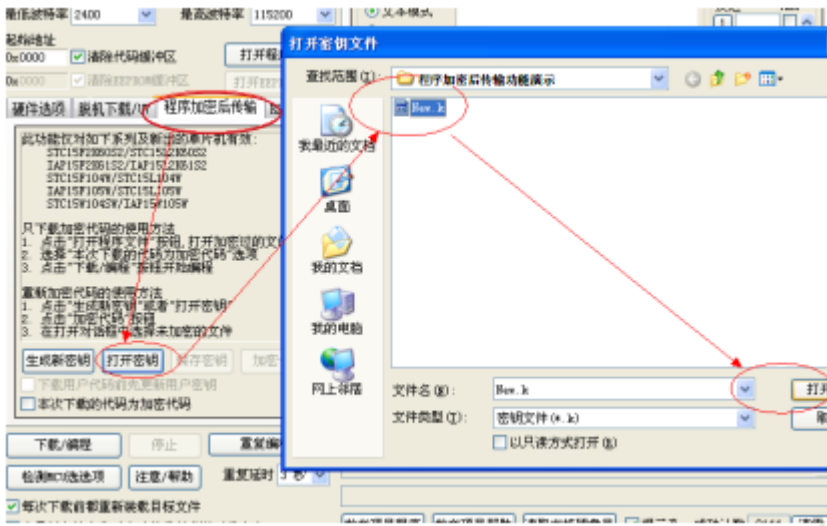 最低波特率 2400 最高波特率 115200
文本模式
起始地址
0x0000 清除代码缓冲区 打开程
0x0000 清除EEPROM缓冲区 打开EEP
硬件选项 脱机下载/U 程序加密后传输
此功能仅对如下系列及新出的单片机有效:
STC15F2K60S2/STC15L2K60S2
IAP15F2K61S2/IAP15L2K61S2
STC15F104W/STC15L104W
IAP15F105W/STC15L105W
STC15W104SW/IAP15W105W
只下载加密代码的使用方法
1. 点击"打开程序文件"按钮,打开加密过的文
2. 选择"本次下载的代码为加密代码"选项
3. 点击"下载/编程"按钮开始编程
重新加密代码的使用方法
1. 点击"生成新密钥"或者"打开密钥"
2. 点击"加密代码"按钮
3. 在打开对话框中选择未加密的文件
生成新密钥 打开密钥 存密钥 加密
下载用户代码前先更新用户密钥
本次下载的代码为加密代码
下载/编程 停止 重复编
检测MCU选项 注意/帮助 重复延时 3 秒
每次下载前都重新装载目标文件
打开密钥文件
查找范围(I): 程序加密后传输功能演示
New.k
我最近的文档
桌面
我的文档
我的电脑
网上邻居
文件名(N): New.k 打开
文件类型(T): 密钥文件(*.k) 取
以只读方式打开(R)